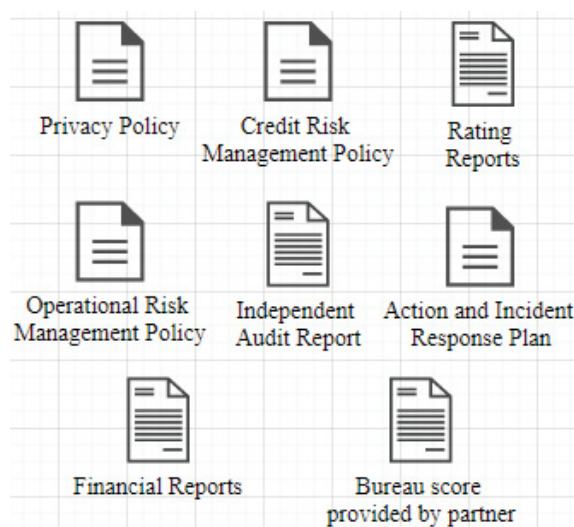 Privacy Policy
Credit Risk
Management Policy
Rating
Reports
Operational Risk
Management Policy
Independent
Audit Report
Action and Incident
Response Plan
Financial Reports
Bureau score
provided by partner